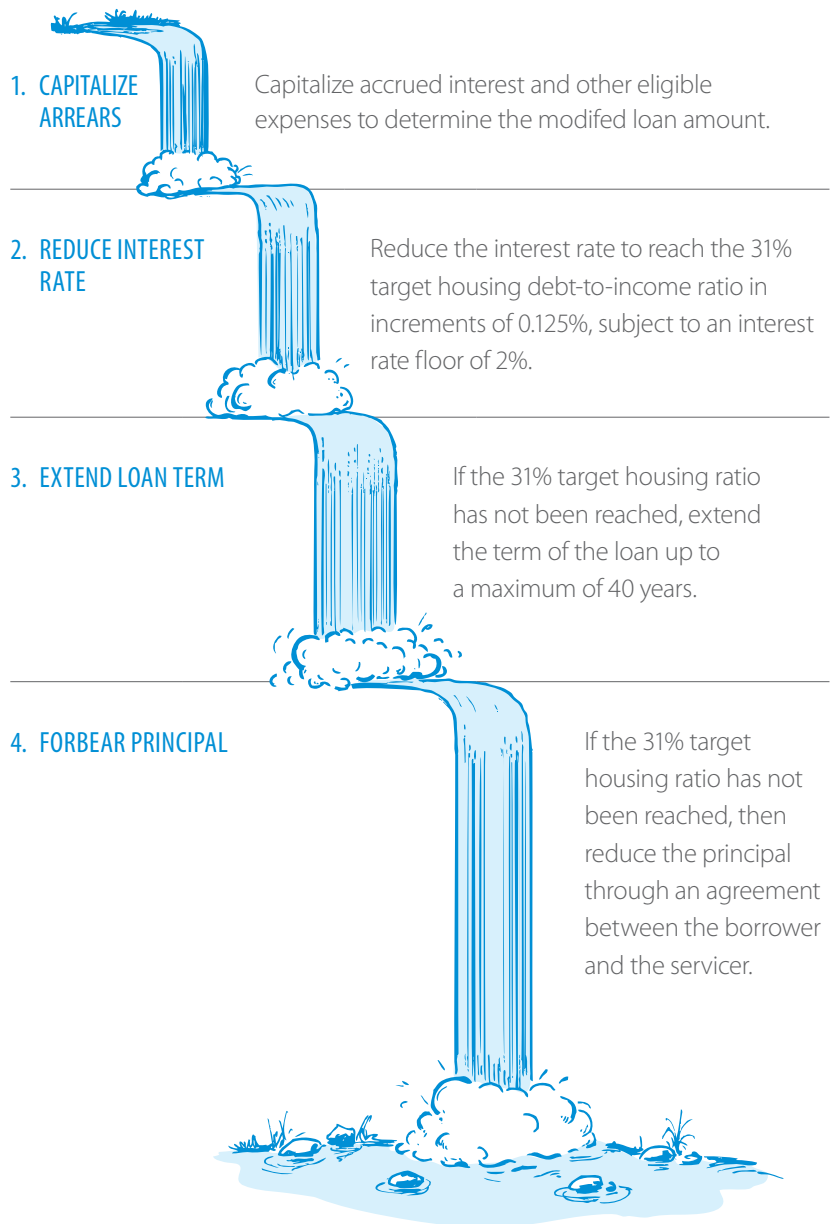 1. CAPITALIZE
ARREARS
Capitalize accrued interest and other eligible
expenses to determine the modifed loan amount.
2. REDUCE INTEREST
RATE
Reduce the interest rate to reach the 31%
target housing debt-to-income ratio in
increments of 0.125%, subject to an interest
rate floor of 2%.
3. EXTEND LOAN TERM
If the 31% target housing ratio
has not been reached, extend
the term of the loan up to
a maximum of 40 years.
4. FORBEAR PRINCIPAL
If the 31% target
housing ratio has not
been reached, then
reduce the principal
through an agreement
between the borrower
and the servicer.